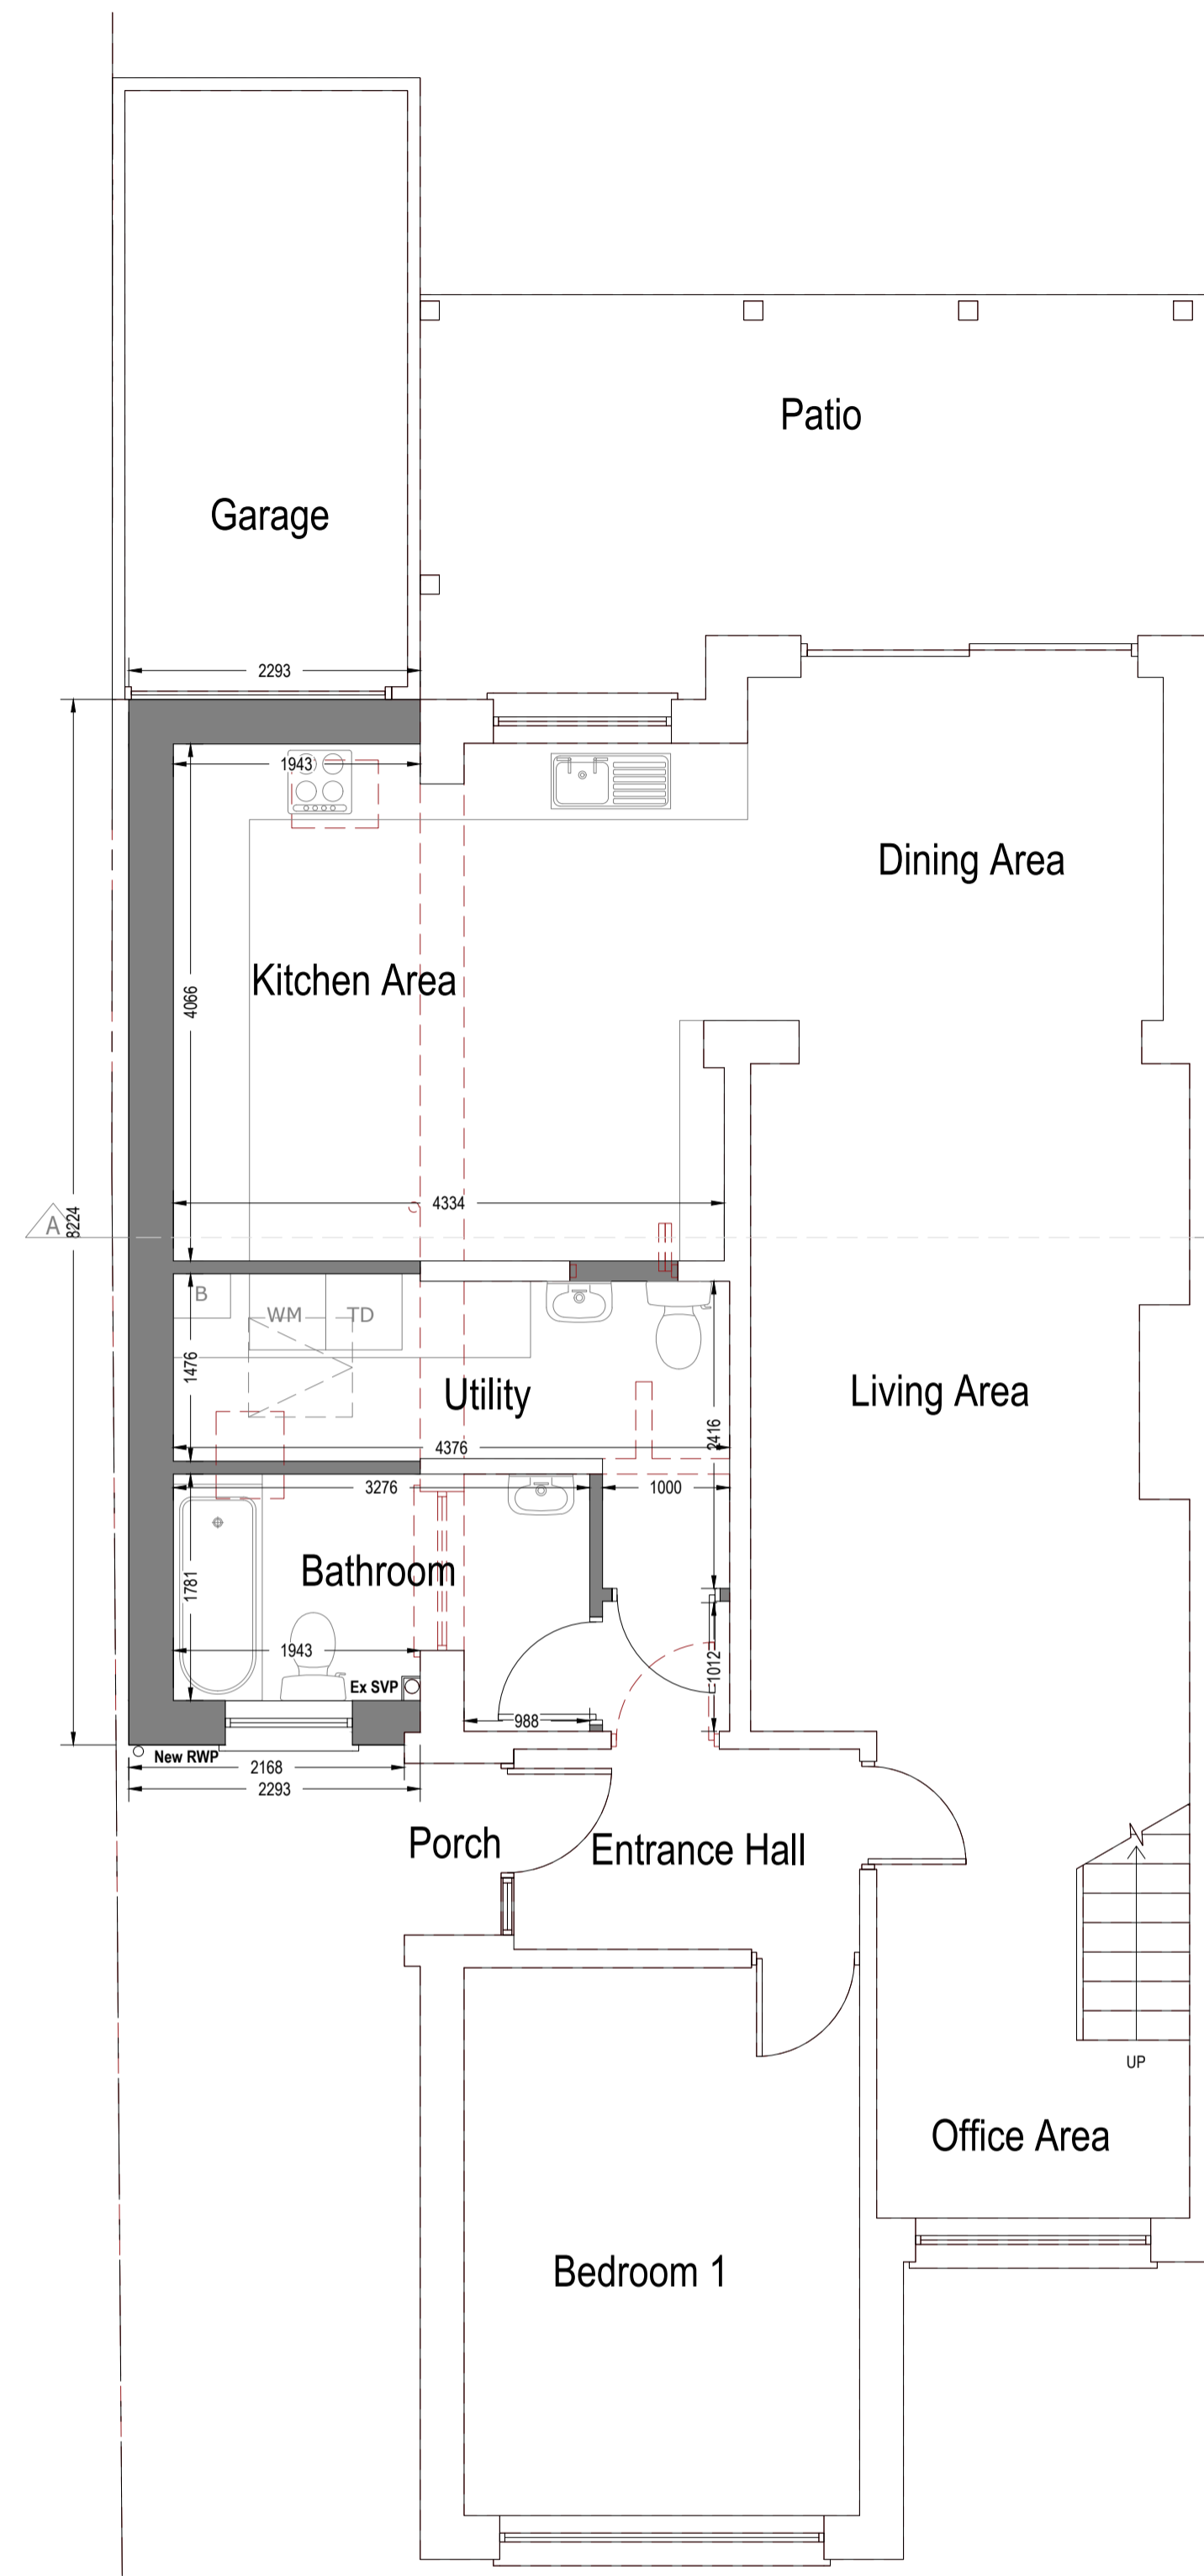 Patio
Garage
2293
1943
Dining Area
Kitchen Area
4066
4334
A
8224
B
WM
TD
1476
Utility
Living Area
2416
4376
3276
1000
Bathroom
1781
1943
1012
Ex SVP
988
New RWP
2168
2293
Porch
Entrance Hall
UP
Office Area
Bedroom 1